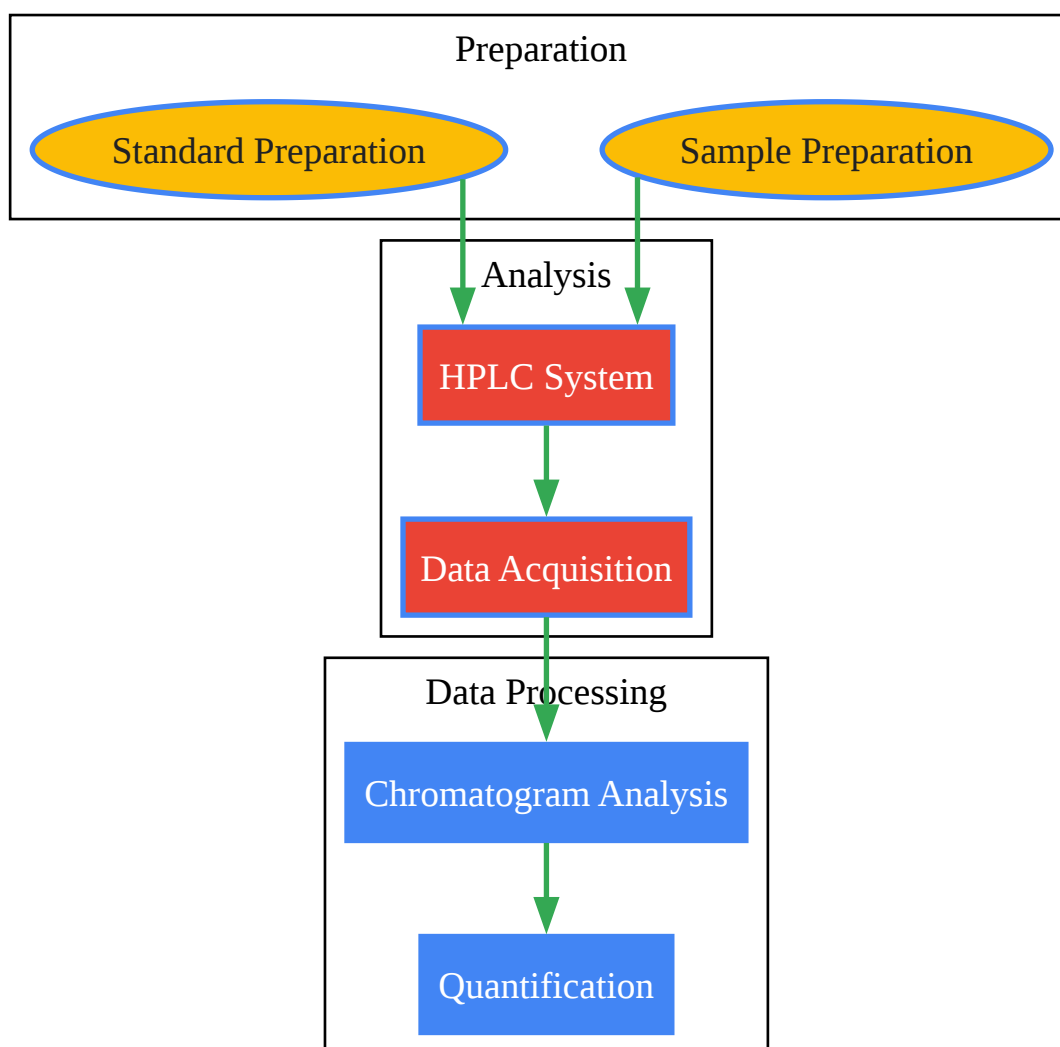 Preparation
Standard Preparation
Sample Preparation
Analysis
HPLC System
Data Acquisition
Data Processing
Chromatogram Analysis
Quantification